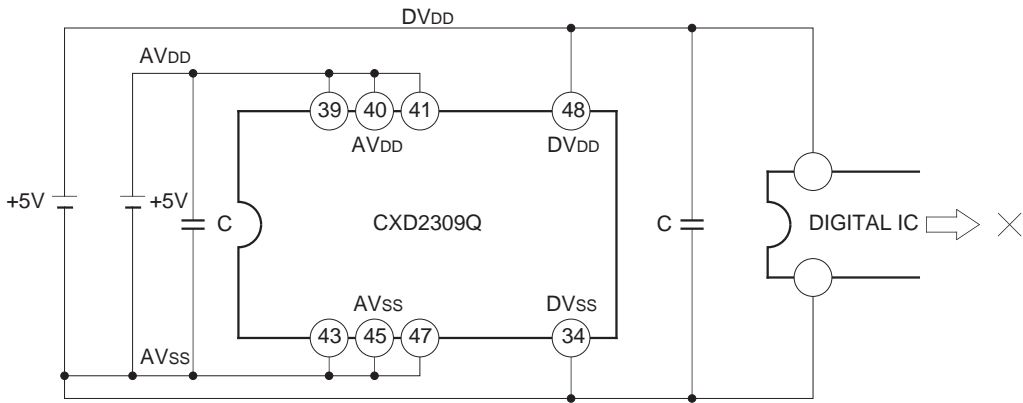 DVDD
AVDD
39 40 41 48
AVDD DVDD
+5V +5V C CXD2309Q C DIGITAL IC
AVSS DVSS
43 45 47 34
AVSS